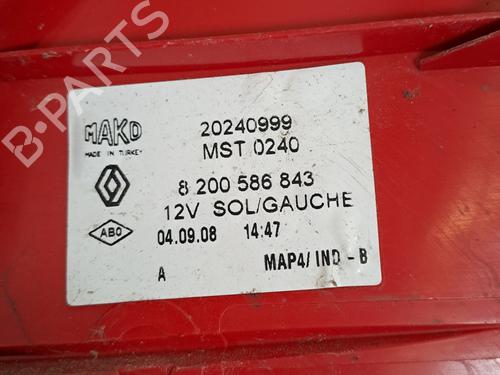 MAKO
MADE IN TURKEY
20240999
MST 0240
8 200 586 843
12V SOL/GAUCHE
ABO
04.09.08 14:47
A
MAP4/ IND - B
B-PARTS